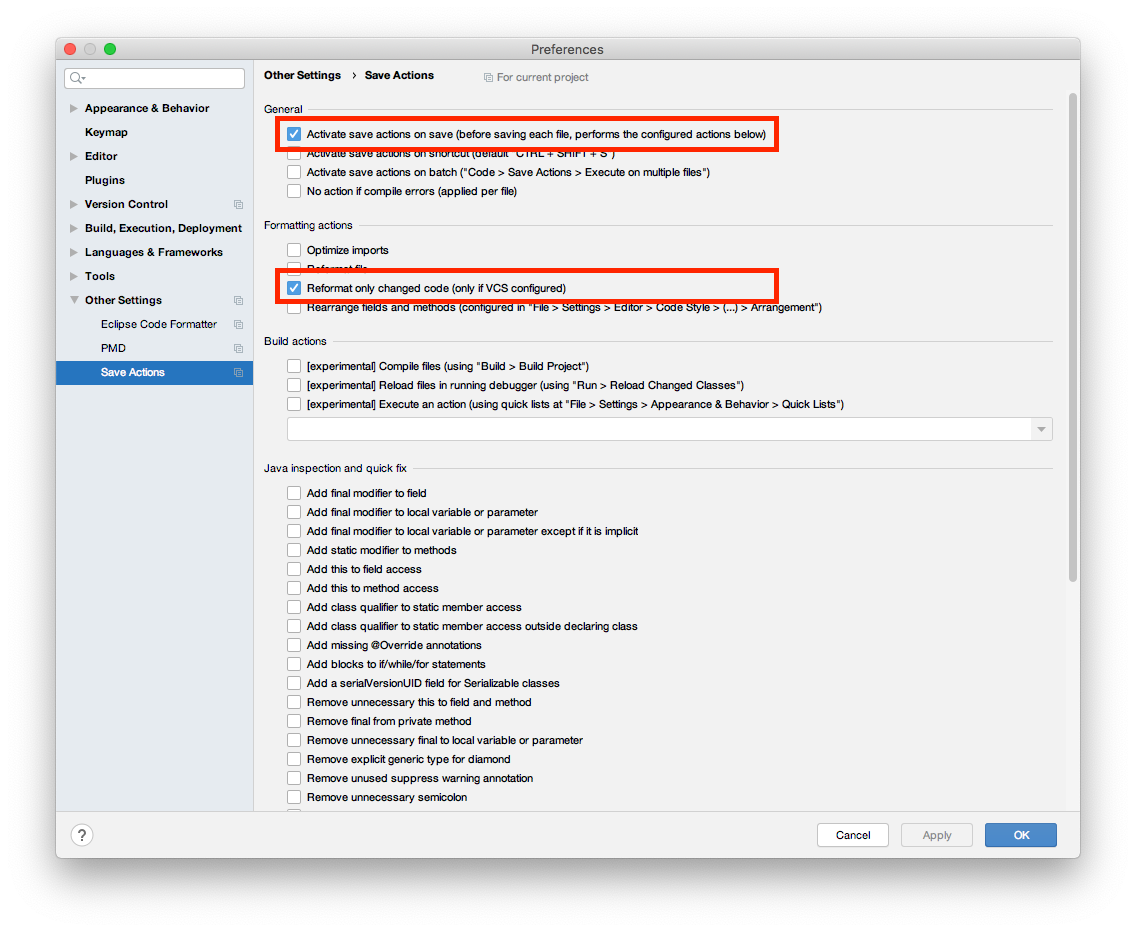 Preferences
Other Settings › Save Actions For current project
Appearance & Behavior
Keymap
Editor
Plugins
Version Control
Build, Execution, Deployment
Languages & Frameworks
Tools
Other Settings
Eclipse Code Formatter
PMD
Save Actions
General
Activate save actions on save (before saving each file, performs the configured actions below)
Activate save actions on shortcut (default "CTRL + SHIFT + S")
Activate save actions on batch ("Code > Save Actions > Execute on multiple files")
No action if compile errors (applied per file)
Formatting actions
Optimize imports
Reformat file
Reformat only changed code (only if VCS configured)
Rearrange fields and methods (configured in "File > Settings > Editor > Code Style > (...) > Arrangement")
Build actions
[experimental] Compile files (using "Build > Build Project")
[experimental] Reload files in running debugger (using "Run > Reload Changed Classes")
[experimental] Execute an action (using quick lists at "File > Settings > Appearance & Behavior > Quick Lists")
Java inspection and quick fix
Add final modifier to field
Add final modifier to local variable or parameter
Add final modifier to local variable or parameter except if it is implicit
Add static modifier to methods
Add this to field access
Add this to method access
Add class qualifier to static member access
Add class qualifier to static member access outside declaring class
Add missing @Override annotations
Add blocks to if/while/for statements
Add a serialVersionUID field for Serializable classes
Remove unnecessary this to field and method
Remove final from private method
Remove unnecessary final to local variable or parameter
Remove explicit generic type for diamond
Remove unused suppress warning annotation
Remove unnecessary semicolon
?
Cancel
Apply
OK